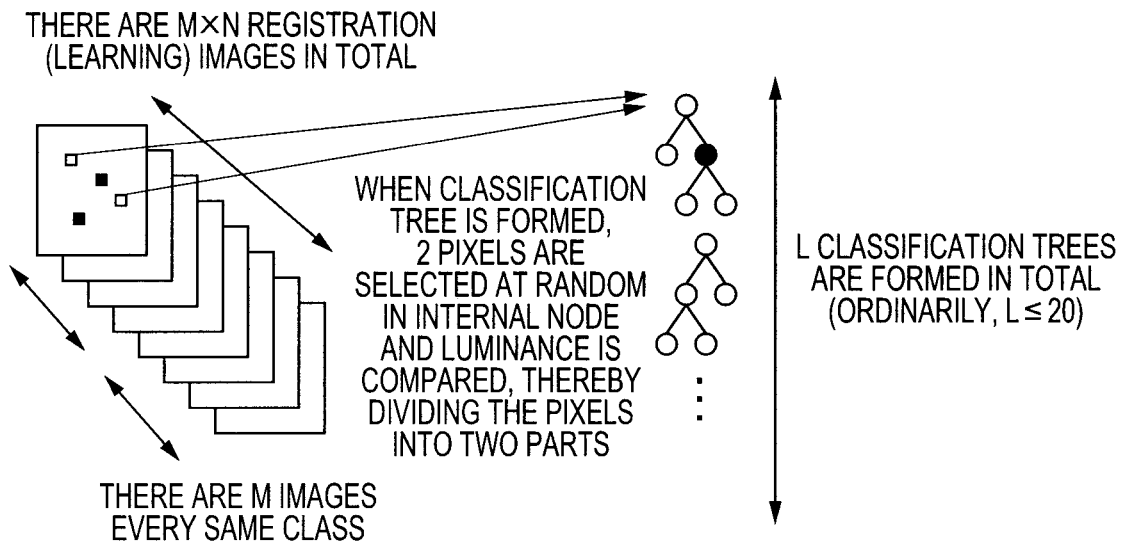 THERE ARE M×N REGISTRATION
(LEARNING) IMAGES IN TOTAL
WHEN CLASSIFICATION
TREE IS FORMED,
2 PIXELS ARE
SELECTED AT RANDOM
IN INTERNAL NODE
AND LUMINANCE IS
COMPARED, THEREBY
DIVIDING THE PIXELS
INTO TWO PARTS
L CLASSIFICATION TREES
ARE FORMED IN TOTAL
(ORDINARILY, L ≤ 20)
THERE ARE M IMAGES
EVERY SAME CLASS